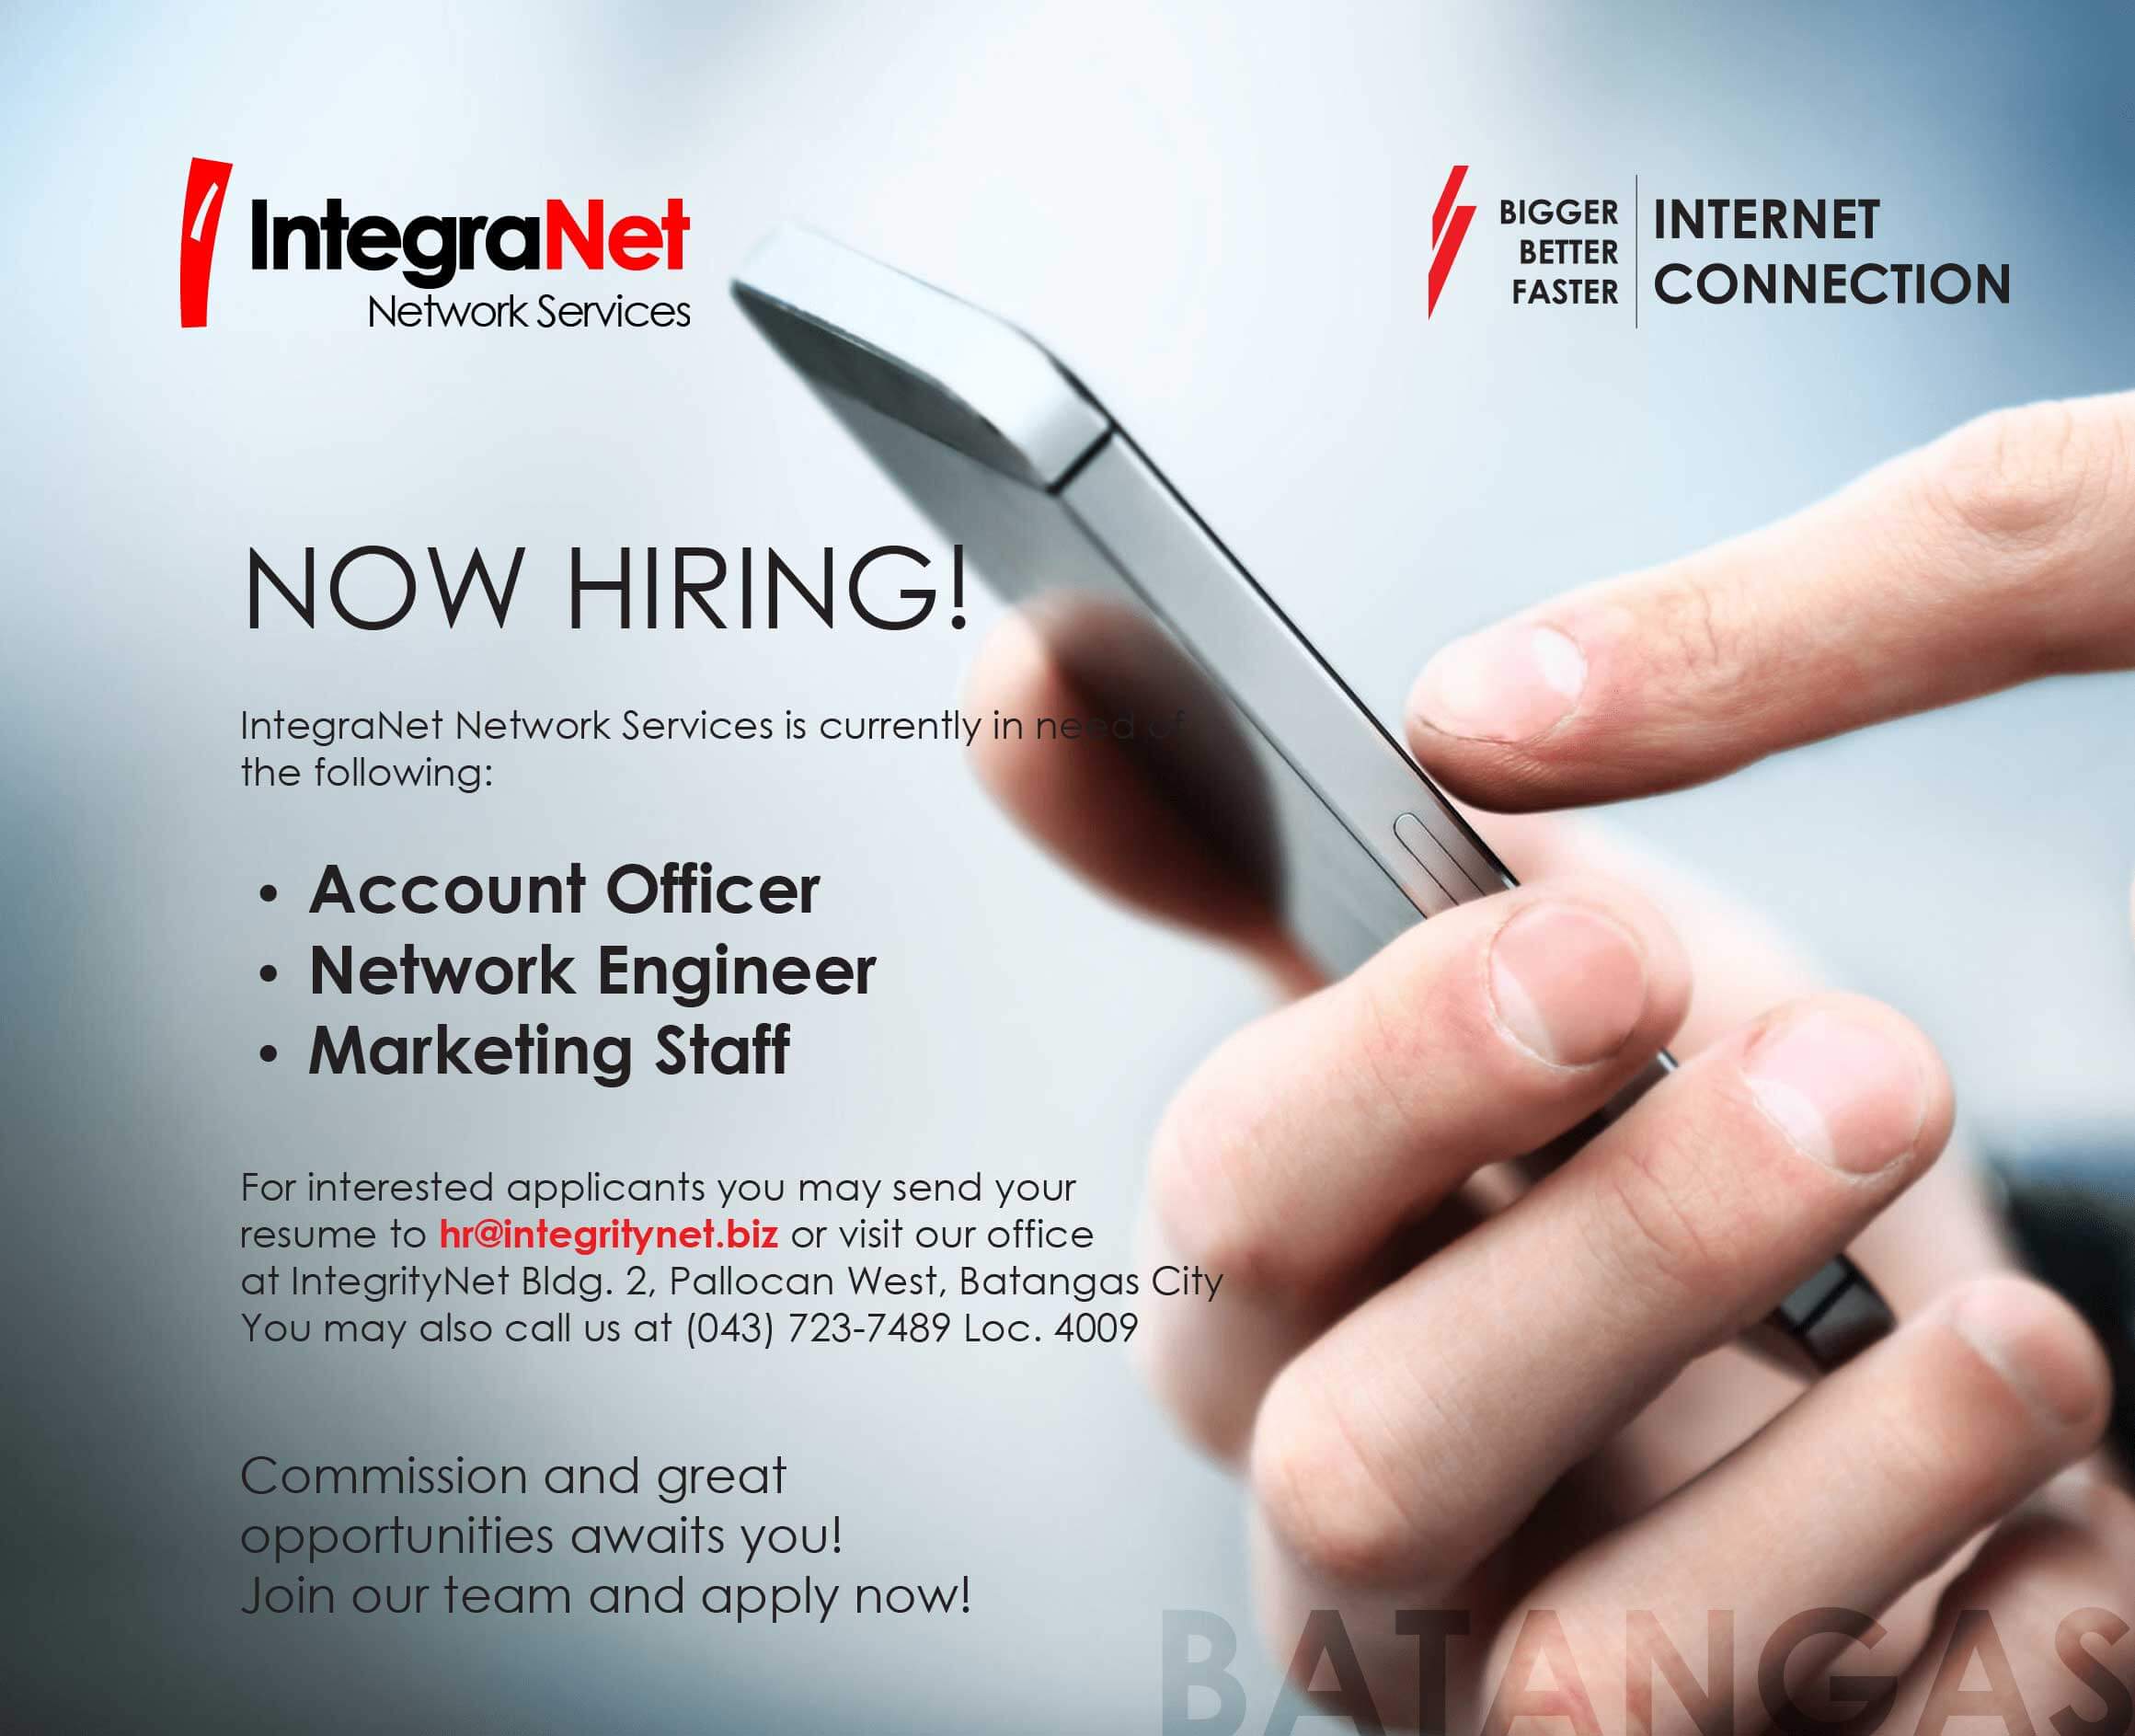 IntegraNet
Network Services
BIGGER
BETTER
FASTER
INTERNET
CONNECTION
NOW HIRING!
IntegraNet Network Services is currently in need of
the following:
• Account Officer
• Network Engineer
• Marketing Staff
For interested applicants you may send your
resume to hr@integritynet.biz or visit our office
at IntegrityNet Bldg. 2, Pallocan West, Batangas City
You may also call us at (043) 723-7489 Loc. 4009
Commission and great
opportunities awaits you!
Join our team and apply now!
BATANGAS